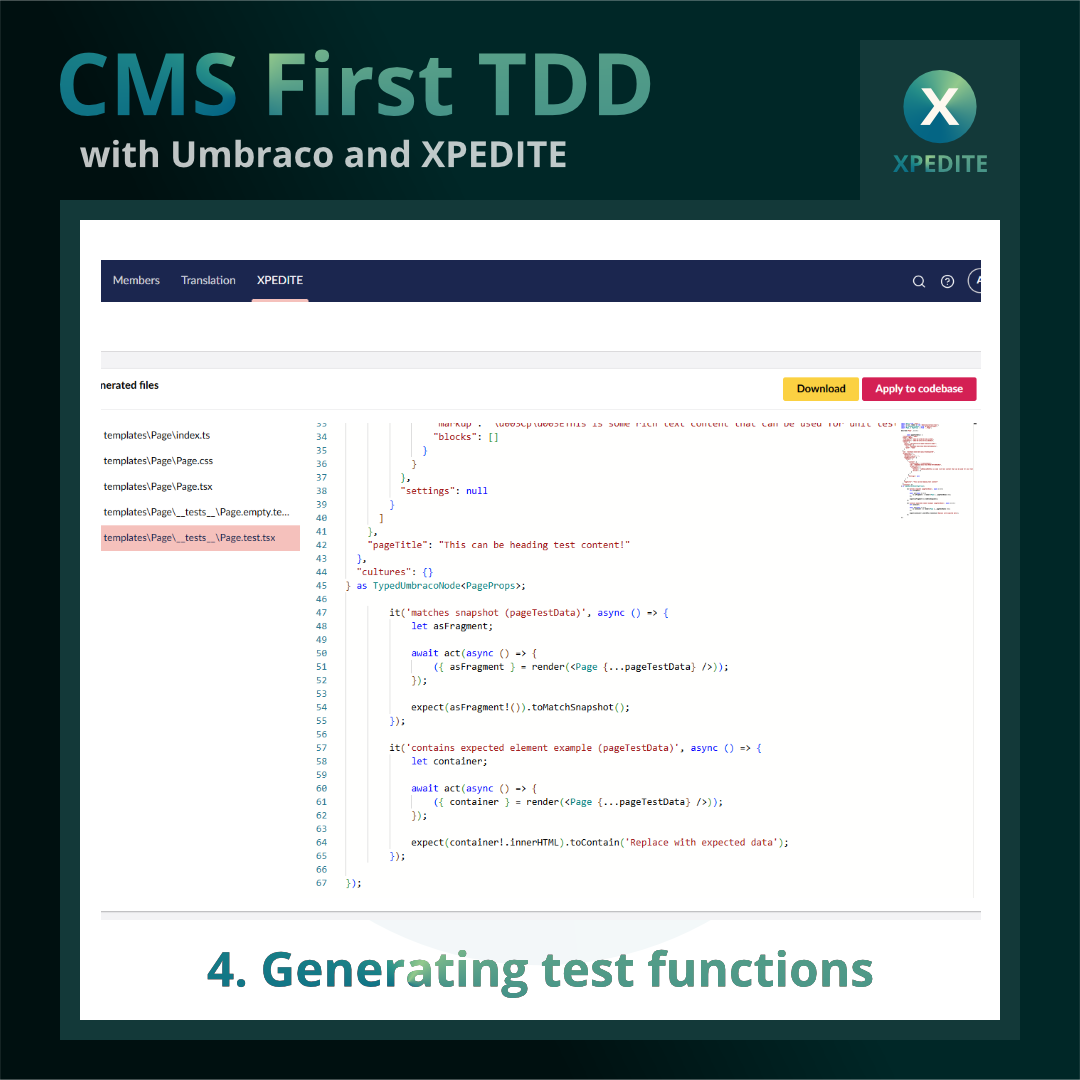 CMS First TDD
with Umbraco and XPEDITE
X
XPEDITE
Members Translation XPEDITE
nerated files
Download Apply to codebase
templates\Page\index.ts
templates\Page\Page.css
templates\Page\Page.tsx
templates\Page\__tests__\Page.empty.te...
templates\Page\__tests__\Page.test.tsx
33 "markup": "\u003Cp\u003EThis is some rich text content that can be used for unit tes
34 "blocks": []
35 }
36 }
37 },
38 "settings": null
39 }
40 ]
41 },
42 "pageTitle": "This can be heading test content!"
43 },
44 "cultures": {}
45 } as TypedUmbracoNode<PageProps>;
46
47 it('matches snapshot (pageTestData)', async () => {
48 let asFragment;
49
50 await act(async () => {
51 ({ asFragment } = render(<Page {...pageTestData} />));
52 });
53
54 expect(asFragment!()).toMatchSnapshot();
55 });
56
57 it('contains expected element example (pageTestData)', async () => {
58 let container;
59
60 await act(async () => {
61 ({ container } = render(<Page {...pageTestData} />));
62 });
63
64 expect(container!.innerHTML).toContain('Replace with expected data');
65 });
66
67 });
4. Generating test functions